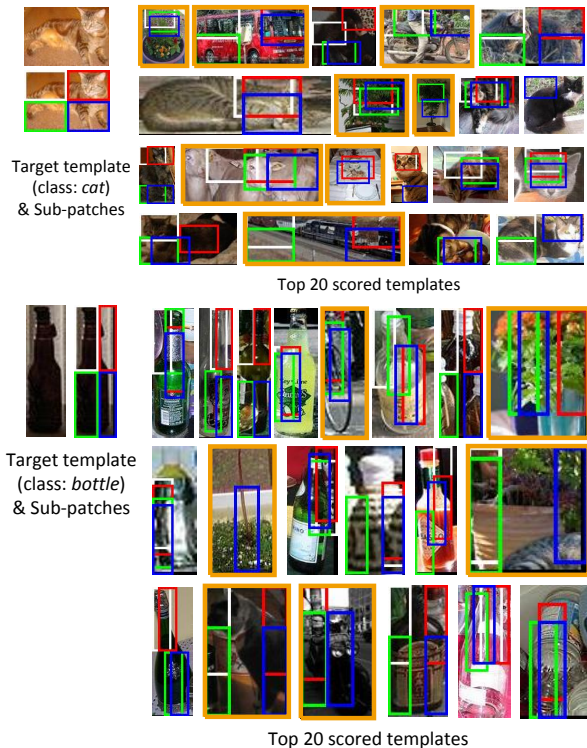 Target template
(class: cat)
& Sub-patches
Top 20 scored templates
Target template
(class: bottle)
& Sub-patches
Top 20 scored templates